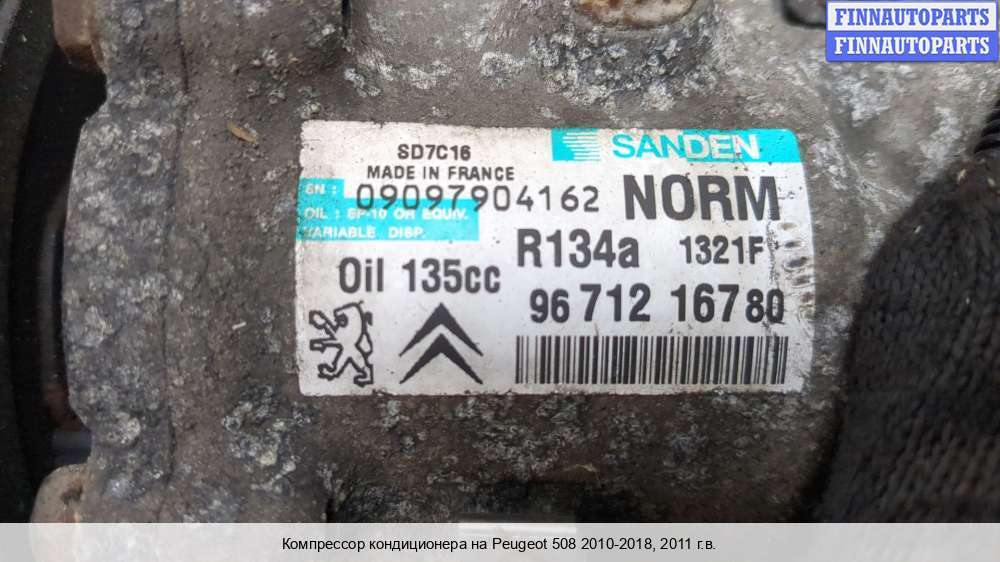 FINNAUTOPARTS
FINNAUTOPARTS
SANDEN
SD7C16
MADE IN FRANCE
SN : 09097904162
NORM
OIL : SP-10 OR EQUIV.
VARIABLE DISP.
R134a 1321F
Oil 135cc
96 712 167 80
Компрессор кондиционера на Peugeot 508 2010-2018, 2011 г.в.